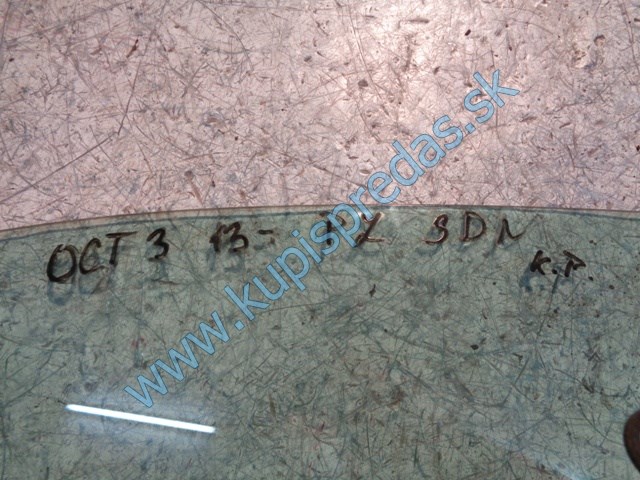 OCT 3 13- SDN
K.P.
www.kupispredas.sk